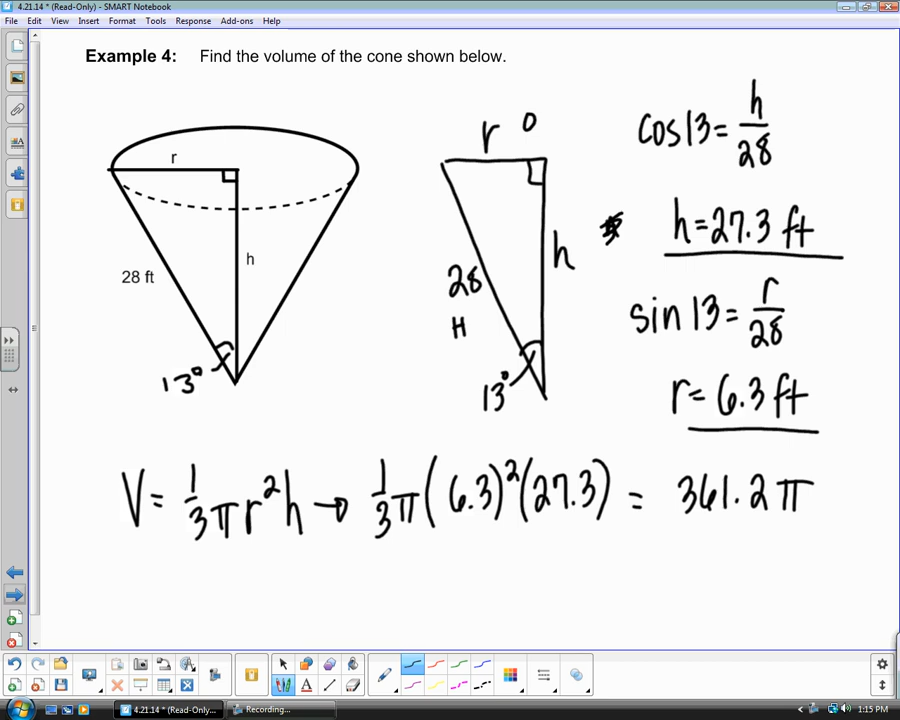 4.21.14 * (Read-Only) - SMART Notebook
File Edit View Insert Format Tools Response Add-ons Help
Example 4: Find the volume of the cone shown below.
r
h
28 ft
13°
r O
h
28
H
13°
cos 13 = h/28
h = 27.3 ft
sin 13 = r/28
r = 6.3 ft
V = 1/3 π r² h → 1/3 π (6.3)² (27.3) = 361.2 π
4.21.14 * (Read-Only...
Recording...
1:15 PM